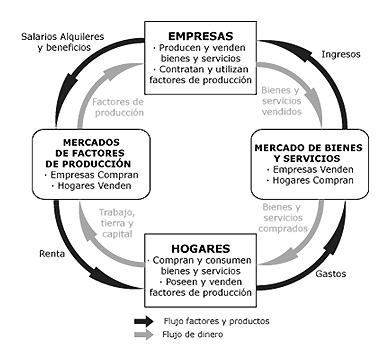 EMPRESAS
· Producen y venden
bienes y servicios
· Contratan y utilizan
factores de producción
Salarios Alquileres
y beneficios
Ingresos
Factores de
producción
Bienes y
servicios
vendidos
MERCADOS
DE FACTORES
DE PRODUCCIÓN
· Empresas Compran
· Hogares Venden
MERCADO DE BIENES
Y SERVICIOS
· Empresas Venden
· Hogares Compran
Trabajo,
tierra y
capital
Bienes y
servicios
comprados
Renta
HOGARES
· Compran y consumen
bienes y servicios
· Poseen y venden
factores de producción
Gastos
Flujo factores y productos
Flujo de dinero